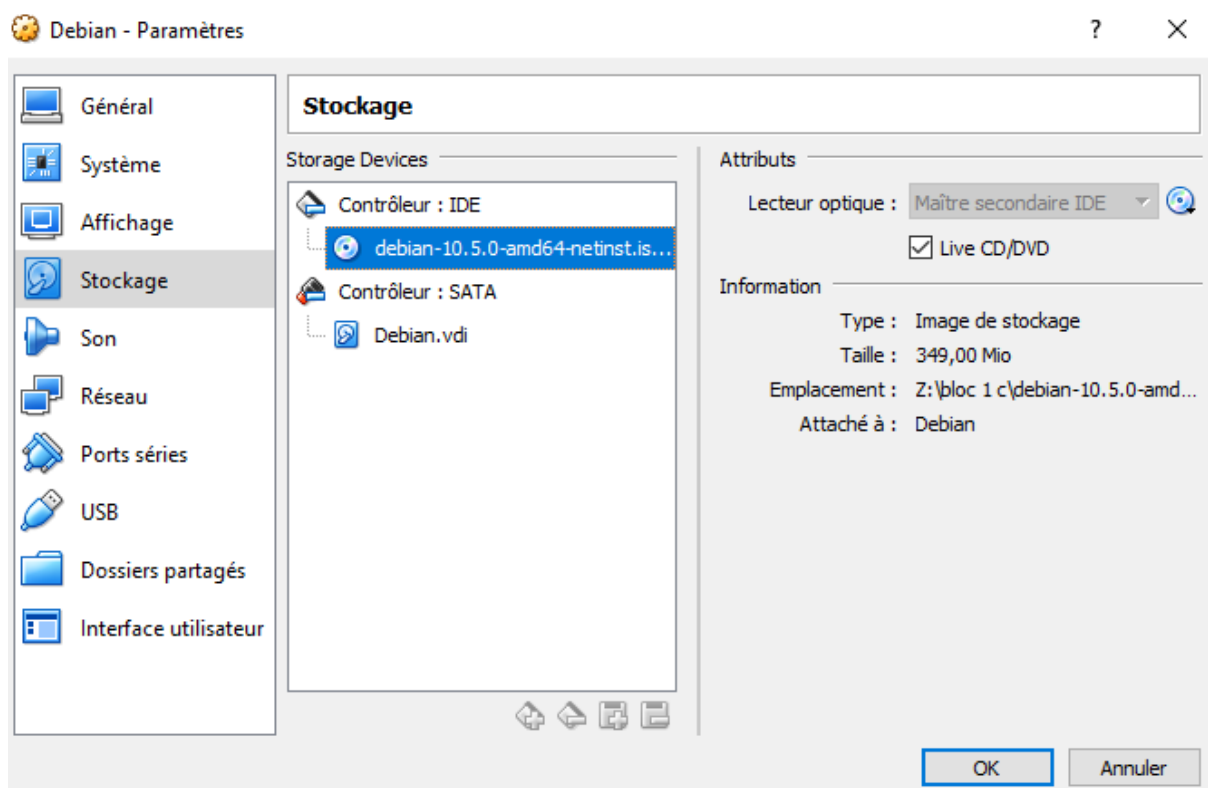 Debian - Paramètres
?
Général
Système
Affichage
Stockage
Son
Réseau
Ports séries
USB
Dossiers partagés
Interface utilisateur
Stockage
Storage Devices
Contrôleur : IDE
debian-10.5.0-amd64-netinst.is...
Contrôleur : SATA
Debian.vdi
Attributs
Lecteur optique : Maître secondaire IDE
Live CD/DVD
Information
Type : Image de stockage
Taille : 349,00 Mio
Emplacement : Z:\bloc 1 c\debian-10.5.0-amd...
Attaché à : Debian
OK Annuler